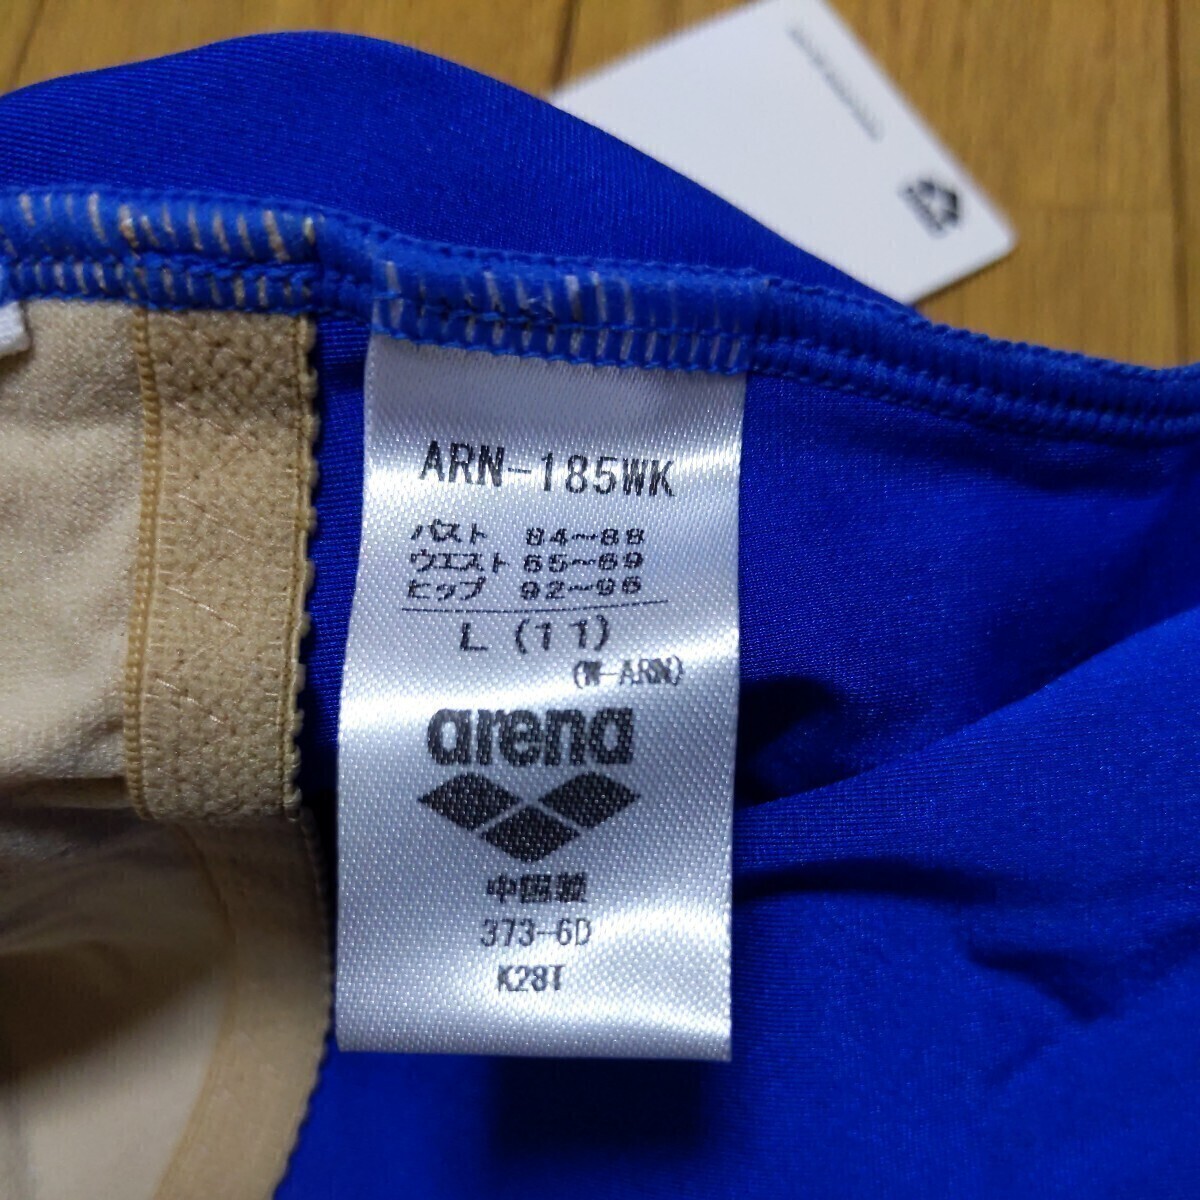 ARN-185WK
バスト 84～88
ウエスト 65～69
ヒップ 92～96
L (11)
(W-ARN)
arena
中国製
373-6D
K28T